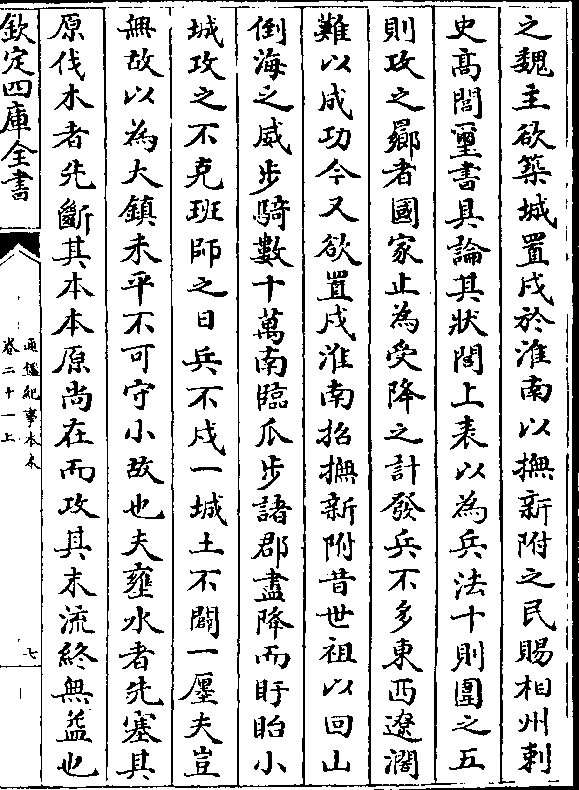 之魏主欲築城置戍於淮南以撫新附之民賜相州刺
史髙閭璽書具論其狀閭上表以為兵法十則圍之五
則攻之曏者國家止為受降之計發兵不多東西遼濶
難以成功今又欲置戍淮南招撫新附昔世祖以回山
倒海之威步騎數十萬南臨瓜步諸郡盡降而盱眙小
城攻之不克班師之日兵不戍一城土不闢一廛夫豈
無故以為大鎮未平不可守小故也夫壅水者先塞其
原伐木者先斷其本本原尚在而攻其末流終無益也
欽定四庫全書
通鑑紀事本末
卷二十一上
七